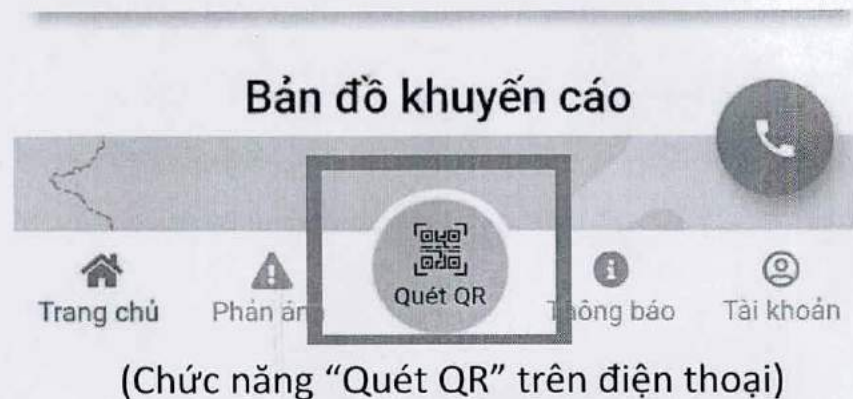 Bản đồ khuyến cáo
Quét QR
Trang chủ
Phản ánh
Thông báo
Tài khoản
(Chức năng “Quét QR” trên điện thoại)